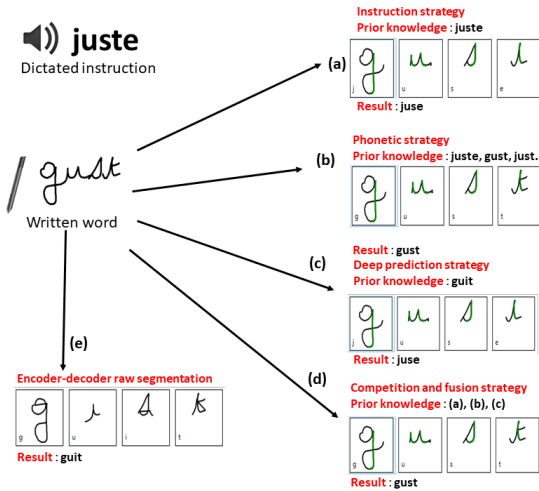 juste
Dictated instruction
gust
Written word
(a)
Instruction strategy
Prior knowledge : juste
j u s e
Result : juse
(b)
Phonetic strategy
Prior knowledge : juste, gust, just.
g u s t
Result : gust
(c)
Deep prediction strategy
Prior knowledge : guit
j u s e
Result : juse
(d)
Competition and fusion strategy
Prior knowledge : (a), (b), (c)
g u s t
Result : gust
(e)
Encoder-decoder raw segmentation
g u i t
Result : guit